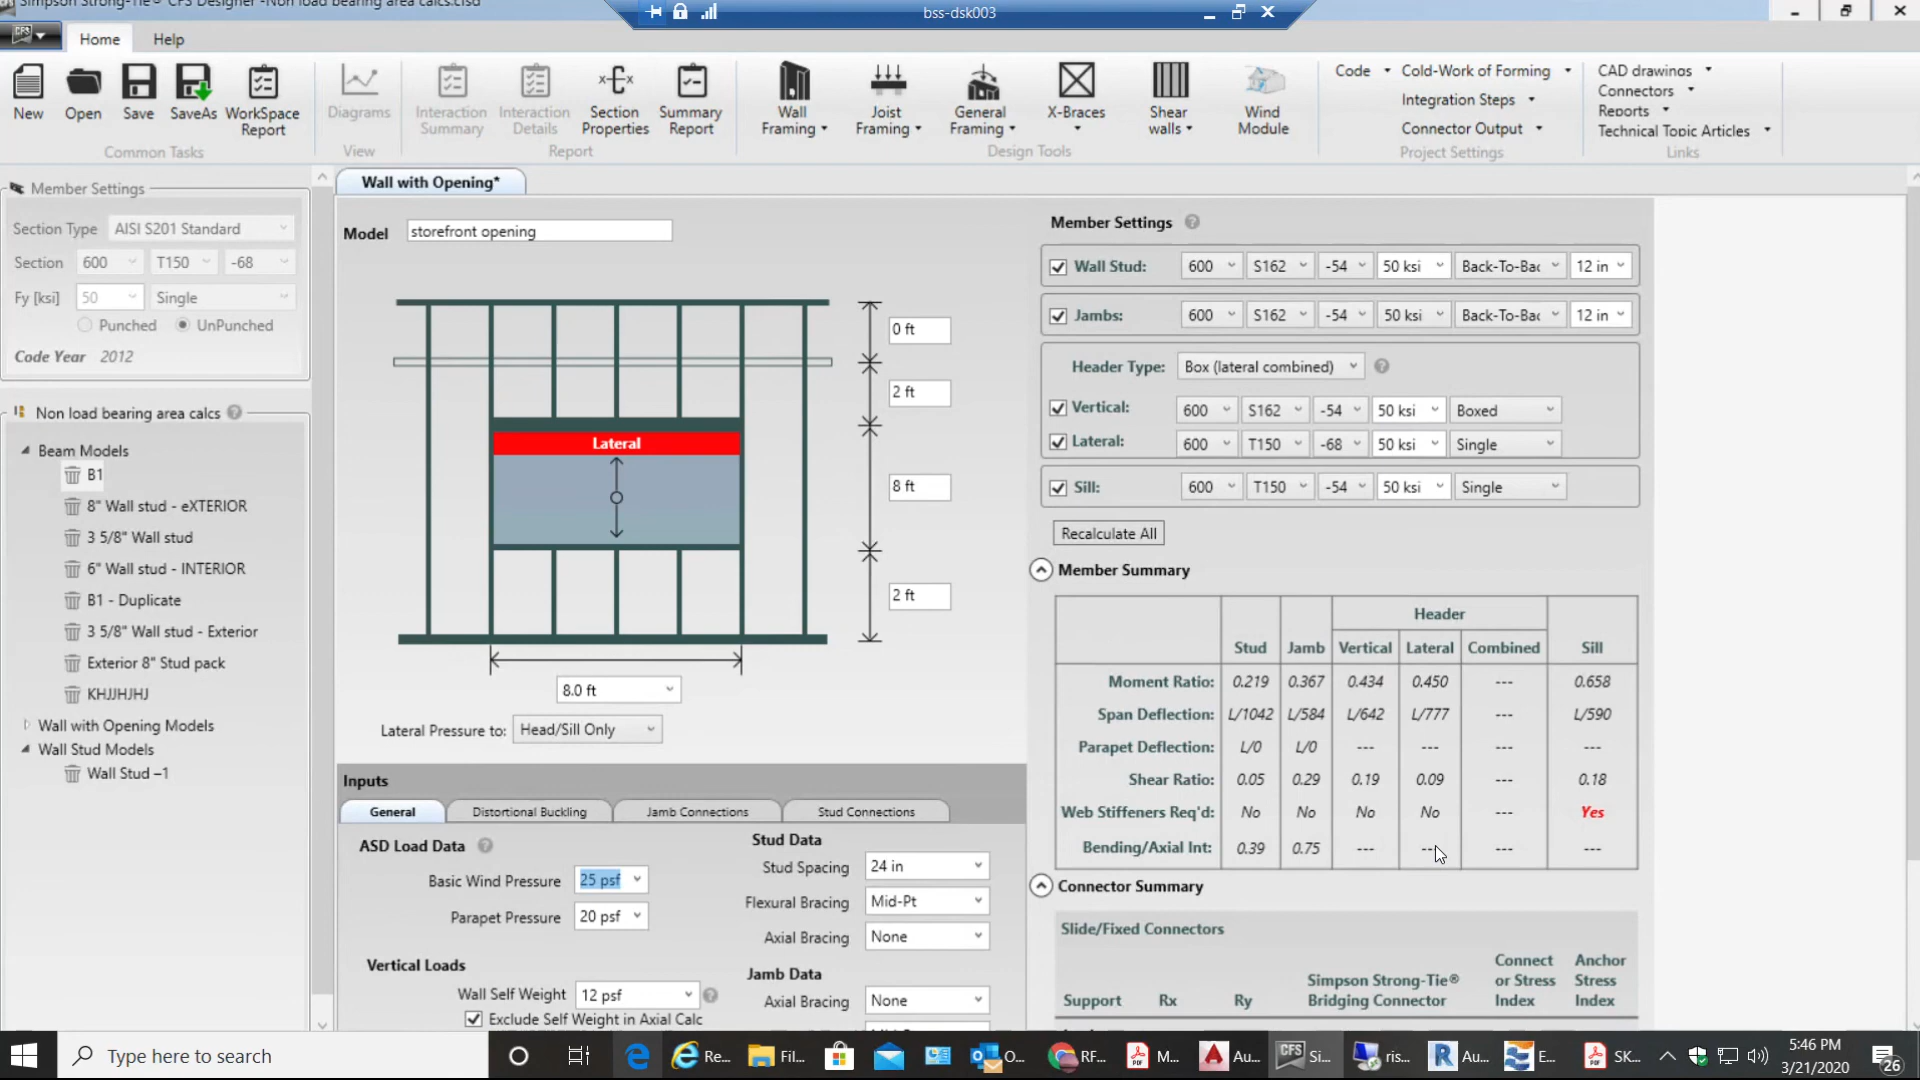 Simpson Strong-Tie® CFS Designer -Non load bearing area calcs.cfsd
bss-dsk003
CFS
Home
Help
New
Open
Save
SaveAs
WorkSpace Report
Diagrams
Interaction Summary
Interaction Details
Section Properties
Summary Report
Wall Framing
Joist Framing
General Framing
X-Braces
Shear walls
Wind Module
Code
Cold-Work of Forming
Integration Steps
Connector Output
CAD drawings
Connectors
Reports
Technical Topic Articles
Common Tasks
View
Report
Design Tools
Project Settings
Links
Member Settings
Section Type AISI S201 Standard
Section 600 T150 -68
Fy [ksi] 50 Single
Punched UnPunched
Code Year 2012
Non load bearing area calcs
Beam Models
B1
8" Wall stud - eXTERIOR
3 5/8" Wall stud
6" Wall stud - INTERIOR
B1 - Duplicate
3 5/8" Wall stud - Exterior
Exterior 8" Stud pack
KHJJHJHJ
Wall with Opening Models
Wall Stud Models
Wall Stud –1
Wall with Opening*
Model storefront opening
0 ft
2 ft
Lateral
8 ft
2 ft
8.0 ft
Lateral Pressure to: Head/Sill Only
Inputs
General
Distortional Buckling
Jamb Connections
Stud Connections
ASD Load Data
Basic Wind Pressure 25 psf
Parapet Pressure 20 psf
Vertical Loads
Wall Self Weight 12 psf
Exclude Self Weight in Axial Calc
Stud Data
Stud Spacing 24 in
Flexural Bracing Mid-Pt
Axial Bracing None
Jamb Data
Axial Bracing None
Member Settings
Wall Stud: 600 S162 -54 50 ksi Back-To-Bac 12 in
Jambs: 600 S162 -54 50 ksi Back-To-Bac 12 in
Header Type: Box (lateral combined)
Vertical: 600 S162 -54 50 ksi Boxed
Lateral: 600 T150 -68 50 ksi Single
Sill: 600 T150 -54 50 ksi Single
Recalculate All
Member Summary
Header
Stud Jamb Vertical Lateral Combined Sill
Moment Ratio: 0.219 0.367 0.434 0.450 --- 0.658
Span Deflection: L/1042 L/584 L/642 L/777 --- L/590
Parapet Deflection: L/0 L/0 --- --- --- ---
Shear Ratio: 0.05 0.29 0.19 0.09 --- 0.18
Web Stiffeners Req'd: No No No No --- Yes
Bending/Axial Int: 0.39 0.75 --- --- --- ---
Connector Summary
Slide/Fixed Connectors
Support Rx Ry Simpson Strong-Tie® Bridging Connector Connect or Stress Index Anchor Stress Index
Type here to search
Re...
Fil...
O...
RF...
M...
Au...
CFS Si...
ris...
Au...
E...
SK...
5:46 PM
3/21/2020
26